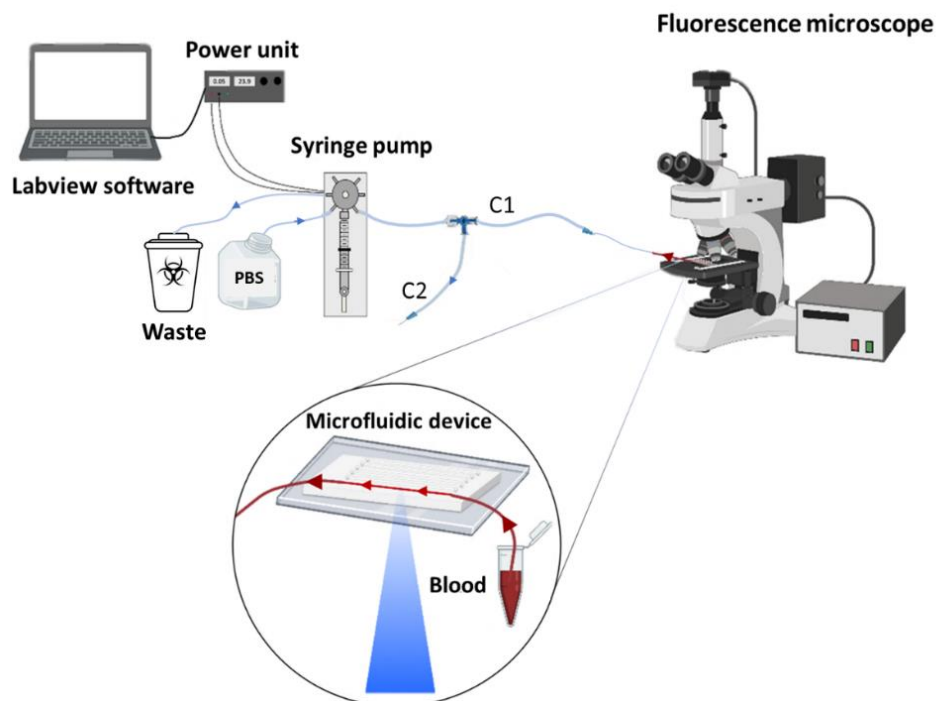 Fluorescence microscope
Power unit
0.05 23.9
Syringe pump
Labview software
C1
PBS
C2
Waste
Microfluidic device
Blood